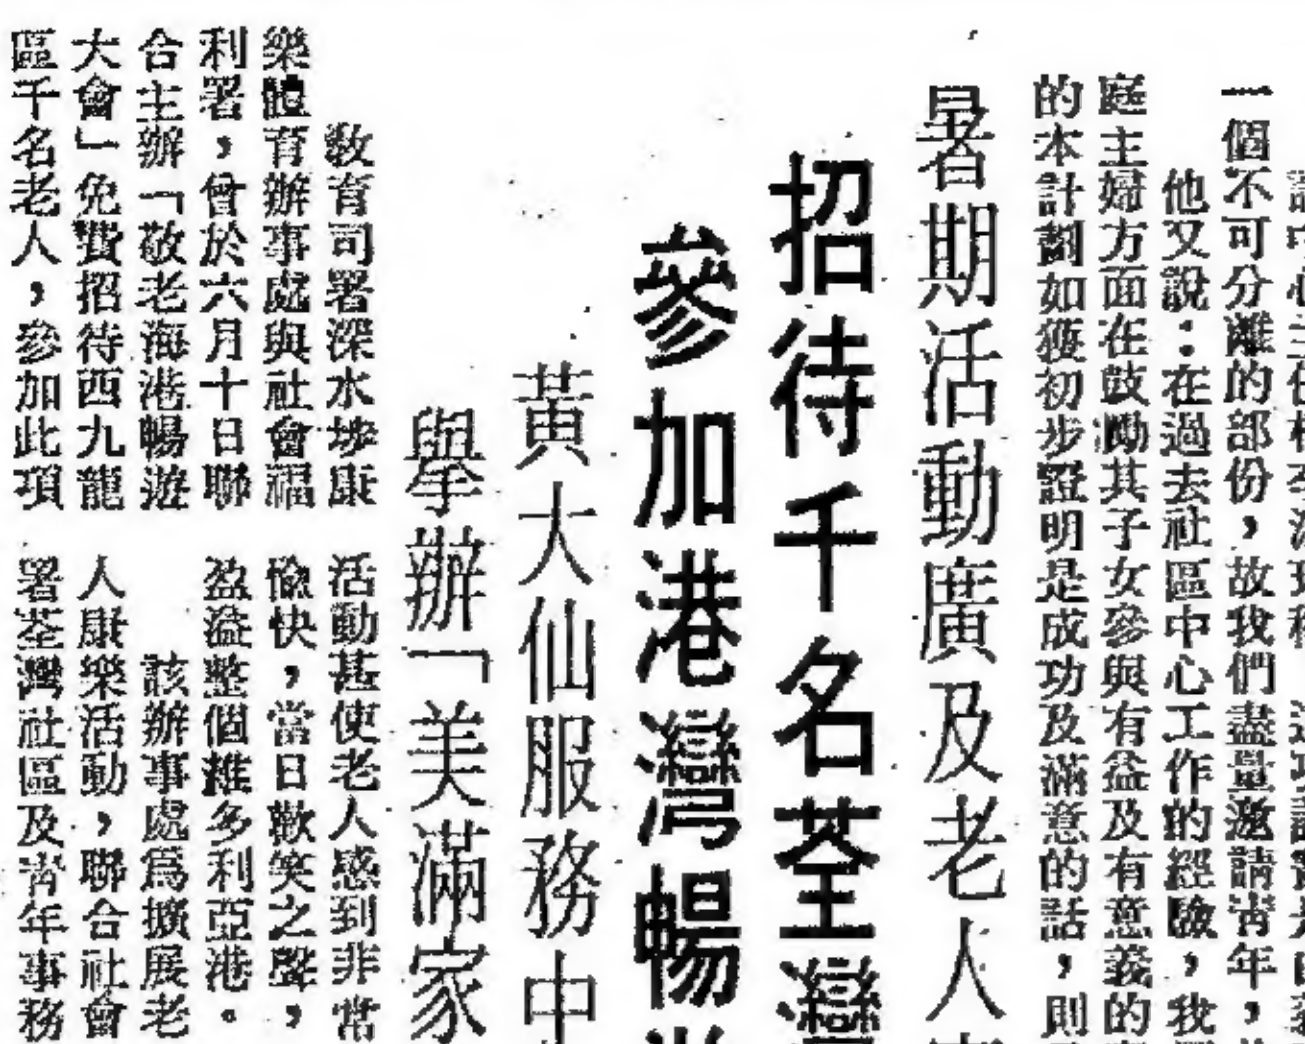 一個不可分離的部份，故我們盡量邀請青年，
他又說：在過去社區中心工作的經驗，我
庭主婦方面在鼓勵其子女參與有益及有意義的
的本計劃如獲初步證明是成功及滿意的話，則
暑期活動廣及老人
招待千名荃灣
參加港灣暢
黃大仙服務中
舉辦「美滿家
教育司署深水埗康
樂體育辦事處與社會福
利署，曾於六月十日聯
合主辦「敬老海港暢遊
大會」免費招待西九龍
區千名老人，參加此項
活動甚使老人感到非常
愉快，當日歡笑之聲，
盈溢整個維多利亞港。
該辦事處爲擴展老
人康樂活動，聯合社會
署荃灣社區及青年事務